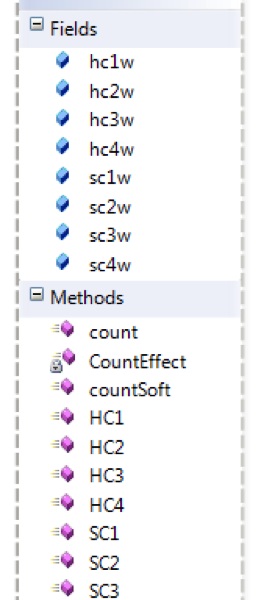 Fields
hc1w
hc2w
hc3w
hc4w
sc1w
sc2w
sc3w
sc4w
Methods
count
CountEffect
countSoft
HC1
HC2
HC3
HC4
SC1
SC2
SC3